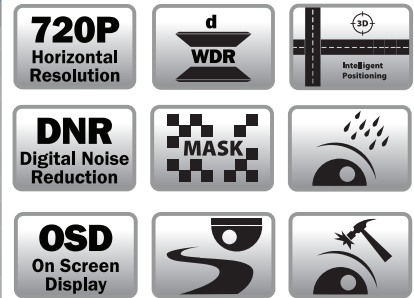 720P
Horizontal
Resolution
d
WDR
3D
Intelligent
Positioning
DNR
Digital Noise
Reduction
MASK
OSD
On Screen
Display